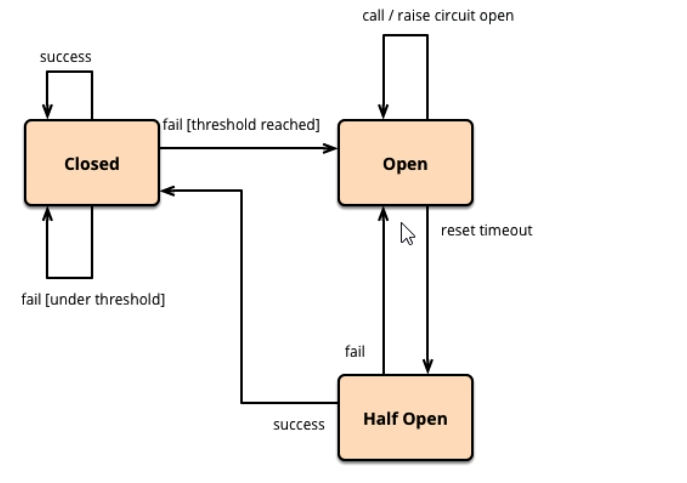 call / raise circuit open
success
fail [threshold reached]
Closed
Open
reset timeout
fail [under threshold]
fail
Half Open
success